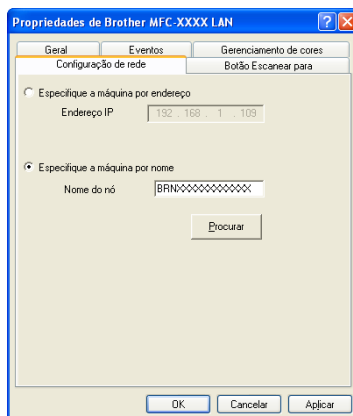 Propriedades de Brother MFC-XXXX LAN
Geral Eventos Gerenciamento de cores
Configuração de rede Botão Escanear para
Especifique a máquina por endereço
Endereço IP 192 . 168 . 1 . 109
Especifique a máquina por nome
Nome do nó BRNXXXXXXXXXXXX
Procurar
OK Cancelar Aplicar